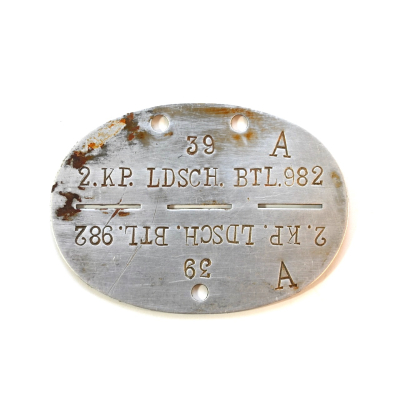 39 A
2.KP. LDSCH. BTL.982
2. KP. LDSCH. BTL. 982
39 A